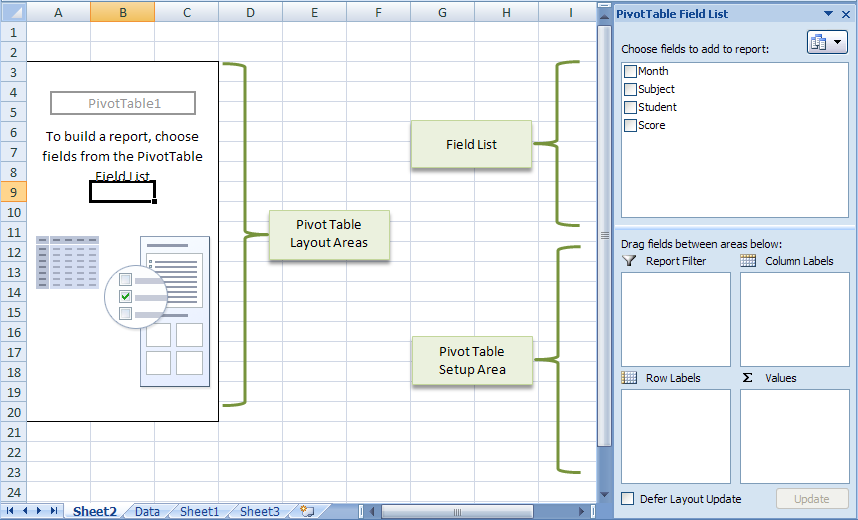 A B C D E F G H I
1
2
3
4
5
6
7
8
9
10
11
12
13
14
15
16
17
18
19
20
21
22
23
24
PivotTable1
To build a report, choose
fields from the PivotTable
Field List
Pivot Table
Layout Areas
Field List
Pivot Table
Setup Area
Sheet2 Data Sheet1 Sheet3
PivotTable Field List
Choose fields to add to report:
Month
Subject
Student
Score
Drag fields between areas below:
Report Filter
Column Labels
Row Labels
Σ Values
Defer Layout Update
Update